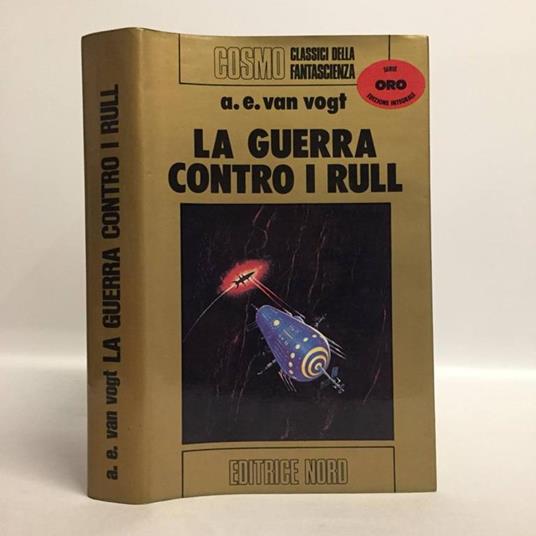 COSMO
CLASSICI DELLA
FANTASCIENZA
SERIE
ORO
EDIZIONE INTEGRALE
a. e. van vogt
LA GUERRA
CONTRO I RULL
EDITRICE NORD
a. e. van vogt LA GUERRA CONTRO I RULL